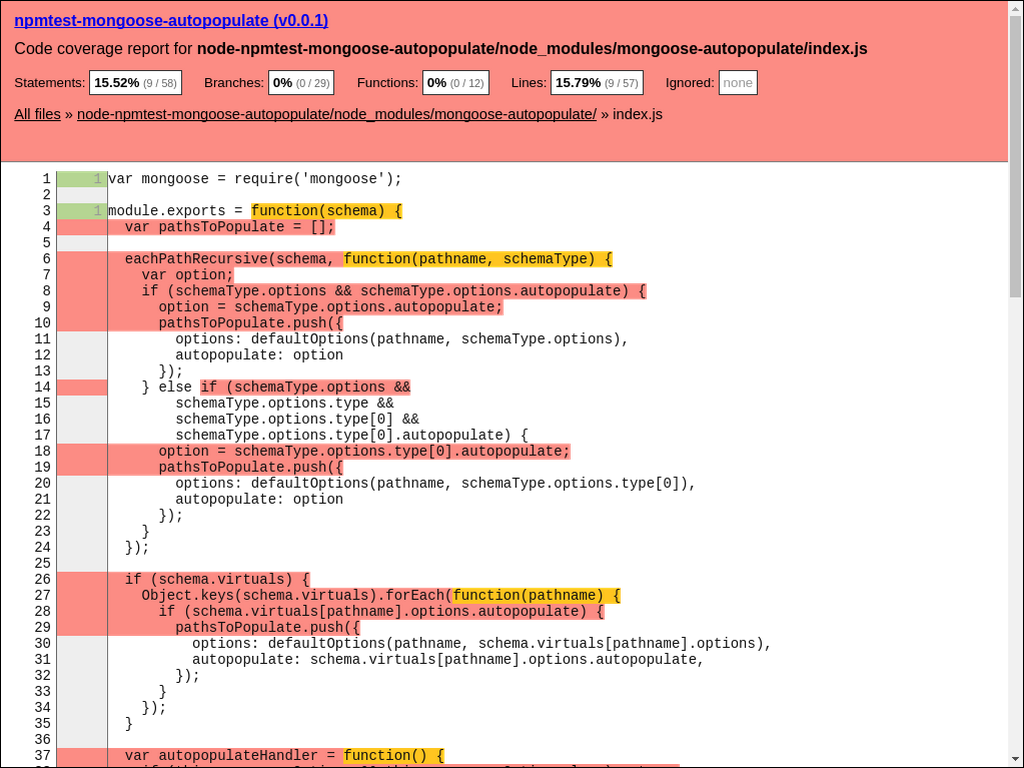 npmtest-mongoose-autopopulate (v0.0.1)
Code coverage report for node-npmtest-mongoose-autopopulate/node_modules/mongoose-autopopulate/index.js
Statements: 15.52% (9 / 58) Branches: 0% (0 / 29) Functions: 0% (0 / 12) Lines: 15.79% (9 / 57) Ignored: none
All files » node-npmtest-mongoose-autopopulate/node_modules/mongoose-autopopulate/ » index.js
1 1 var mongoose = require('mongoose');
2
3 1 module.exports = function(schema) {
4 var pathsToPopulate = [];
5
6 eachPathRecursive(schema, function(pathname, schemaType) {
7 var option;
8 if (schemaType.options && schemaType.options.autopopulate) {
9 option = schemaType.options.autopopulate;
10 pathsToPopulate.push({
11 options: defaultOptions(pathname, schemaType.options),
12 autopopulate: option
13 });
14 } else if (schemaType.options &&
15 schemaType.options.type &&
16 schemaType.options.type[0] &&
17 schemaType.options.type[0].autopopulate) {
18 option = schemaType.options.type[0].autopopulate;
19 pathsToPopulate.push({
20 options: defaultOptions(pathname, schemaType.options.type[0]),
21 autopopulate: option
22 });
23 }
24 });
25
26 if (schema.virtuals) {
27 Object.keys(schema.virtuals).forEach(function(pathname) {
28 if (schema.virtuals[pathname].options.autopopulate) {
29 pathsToPopulate.push({
30 options: defaultOptions(pathname, schema.virtuals[pathname].options),
31 autopopulate: schema.virtuals[pathname].options.autopopulate,
32 });
33 }
34 });
35 }
36
37 var autopopulateHandler = function() {